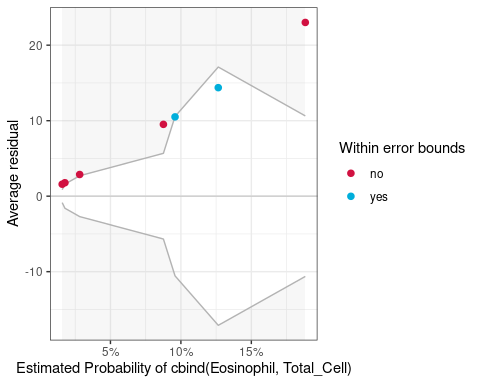 20
10
0
-10
Average residual
5%
10%
15%
Estimated Probability of cbind(Eosinophil, Total_Cell)
Within error bounds
no
yes